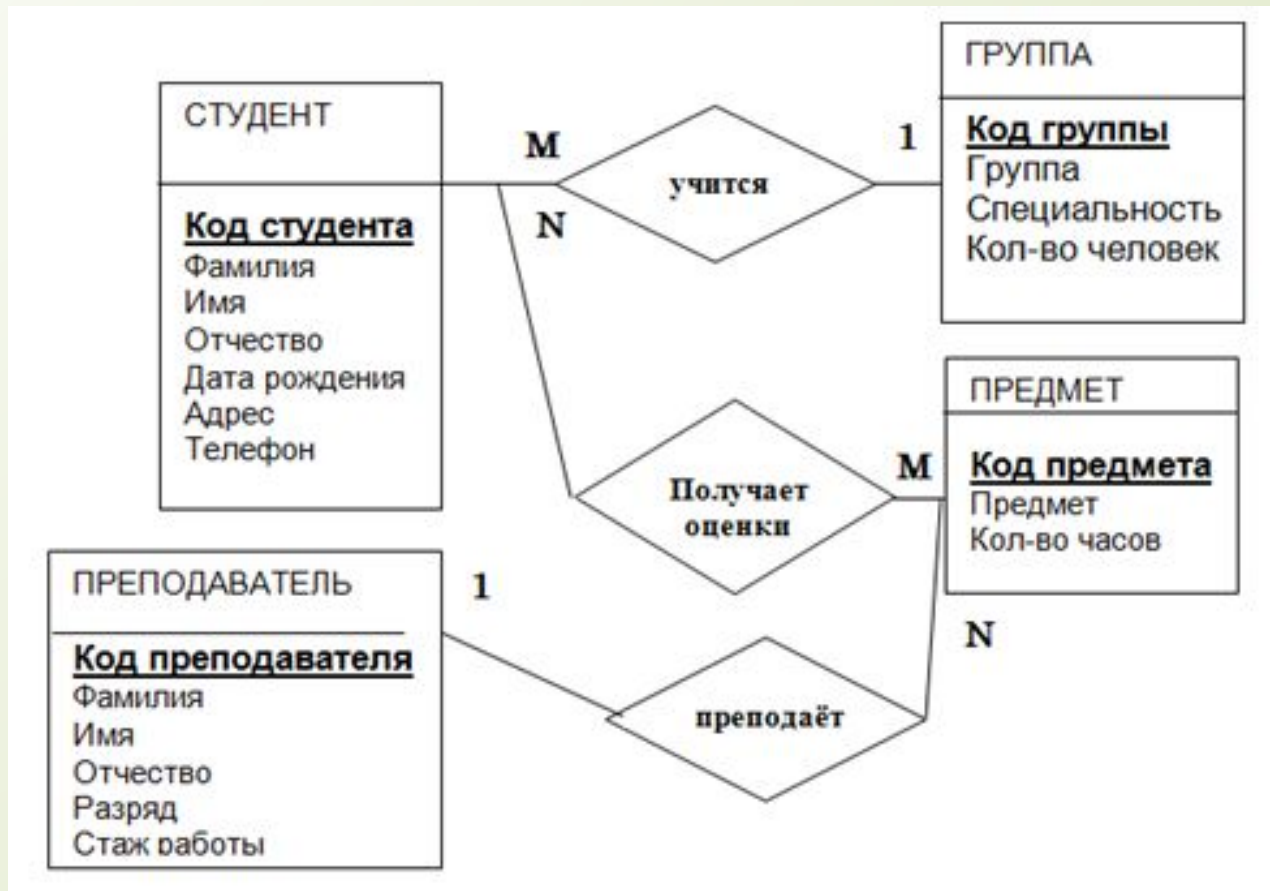 СТУДЕНТ
Код студента
Фамилия
Имя
Отчество
Дата рождения
Адрес
Телефон
M
N
учится
1
ГРУППА
Код группы
Группа
Специальность
Кол-во человек
Получает
оценки
M
ПРЕДМЕТ
Код предмета
Предмет
Кол-во часов
N
ПРЕПОДАВАТЕЛЬ
Код преподавателя
Фамилия
Имя
Отчество
Разряд
Стаж работы
1
преподаёт